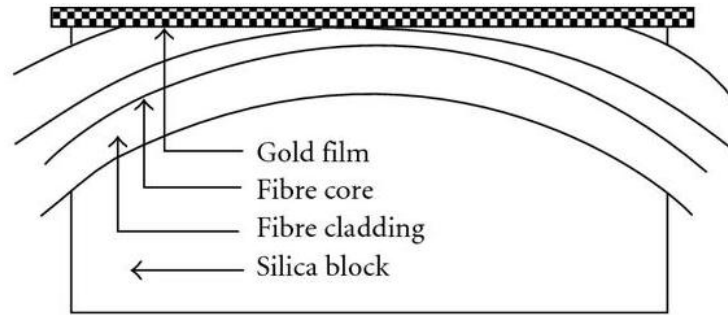 Gold film
Fibre core
Fibre cladding
Silica block